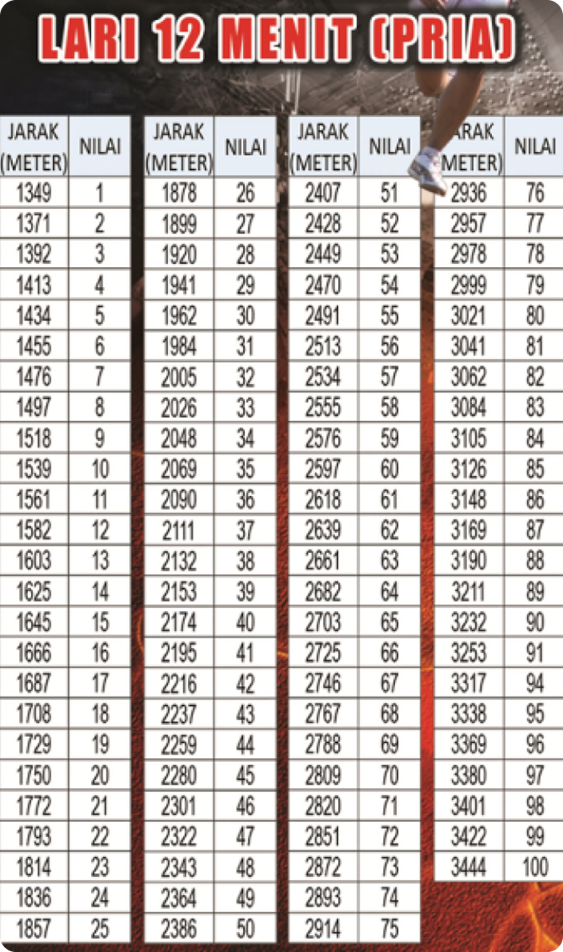 LARI 12 MENIT (PRIA)
JARAK (METER) NILAI JARAK (METER) NILAI JARAK (METER) NILAI JARAK (METER) NILAI
1349 1 1878 26 2407 51 2936 76
1371 2 1899 27 2428 52 2957 77
1392 3 1920 28 2449 53 2978 78
1413 4 1941 29 2470 54 2999 79
1434 5 1962 30 2491 55 3021 80
1455 6 1984 31 2513 56 3041 81
1476 7 2005 32 2534 57 3062 82
1497 8 2026 33 2555 58 3084 83
1518 9 2048 34 2576 59 3105 84
1539 10 2069 35 2597 60 3126 85
1561 11 2090 36 2618 61 3148 86
1582 12 2111 37 2639 62 3169 87
1603 13 2132 38 2661 63 3190 88
1625 14 2153 39 2682 64 3211 89
1645 15 2174 40 2703 65 3232 90
1666 16 2195 41 2725 66 3253 91
1687 17 2216 42 2746 67 3317 94
1708 18 2237 43 2767 68 3338 95
1729 19 2259 44 2788 69 3369 96
1750 20 2280 45 2809 70 3380 97
1772 21 2301 46 2820 71 3401 98
1793 22 2322 47 2851 72 3422 99
1814 23 2343 48 2872 73 3444 100
1836 24 2364 49 2893 74
1857 25 2386 50 2914 75